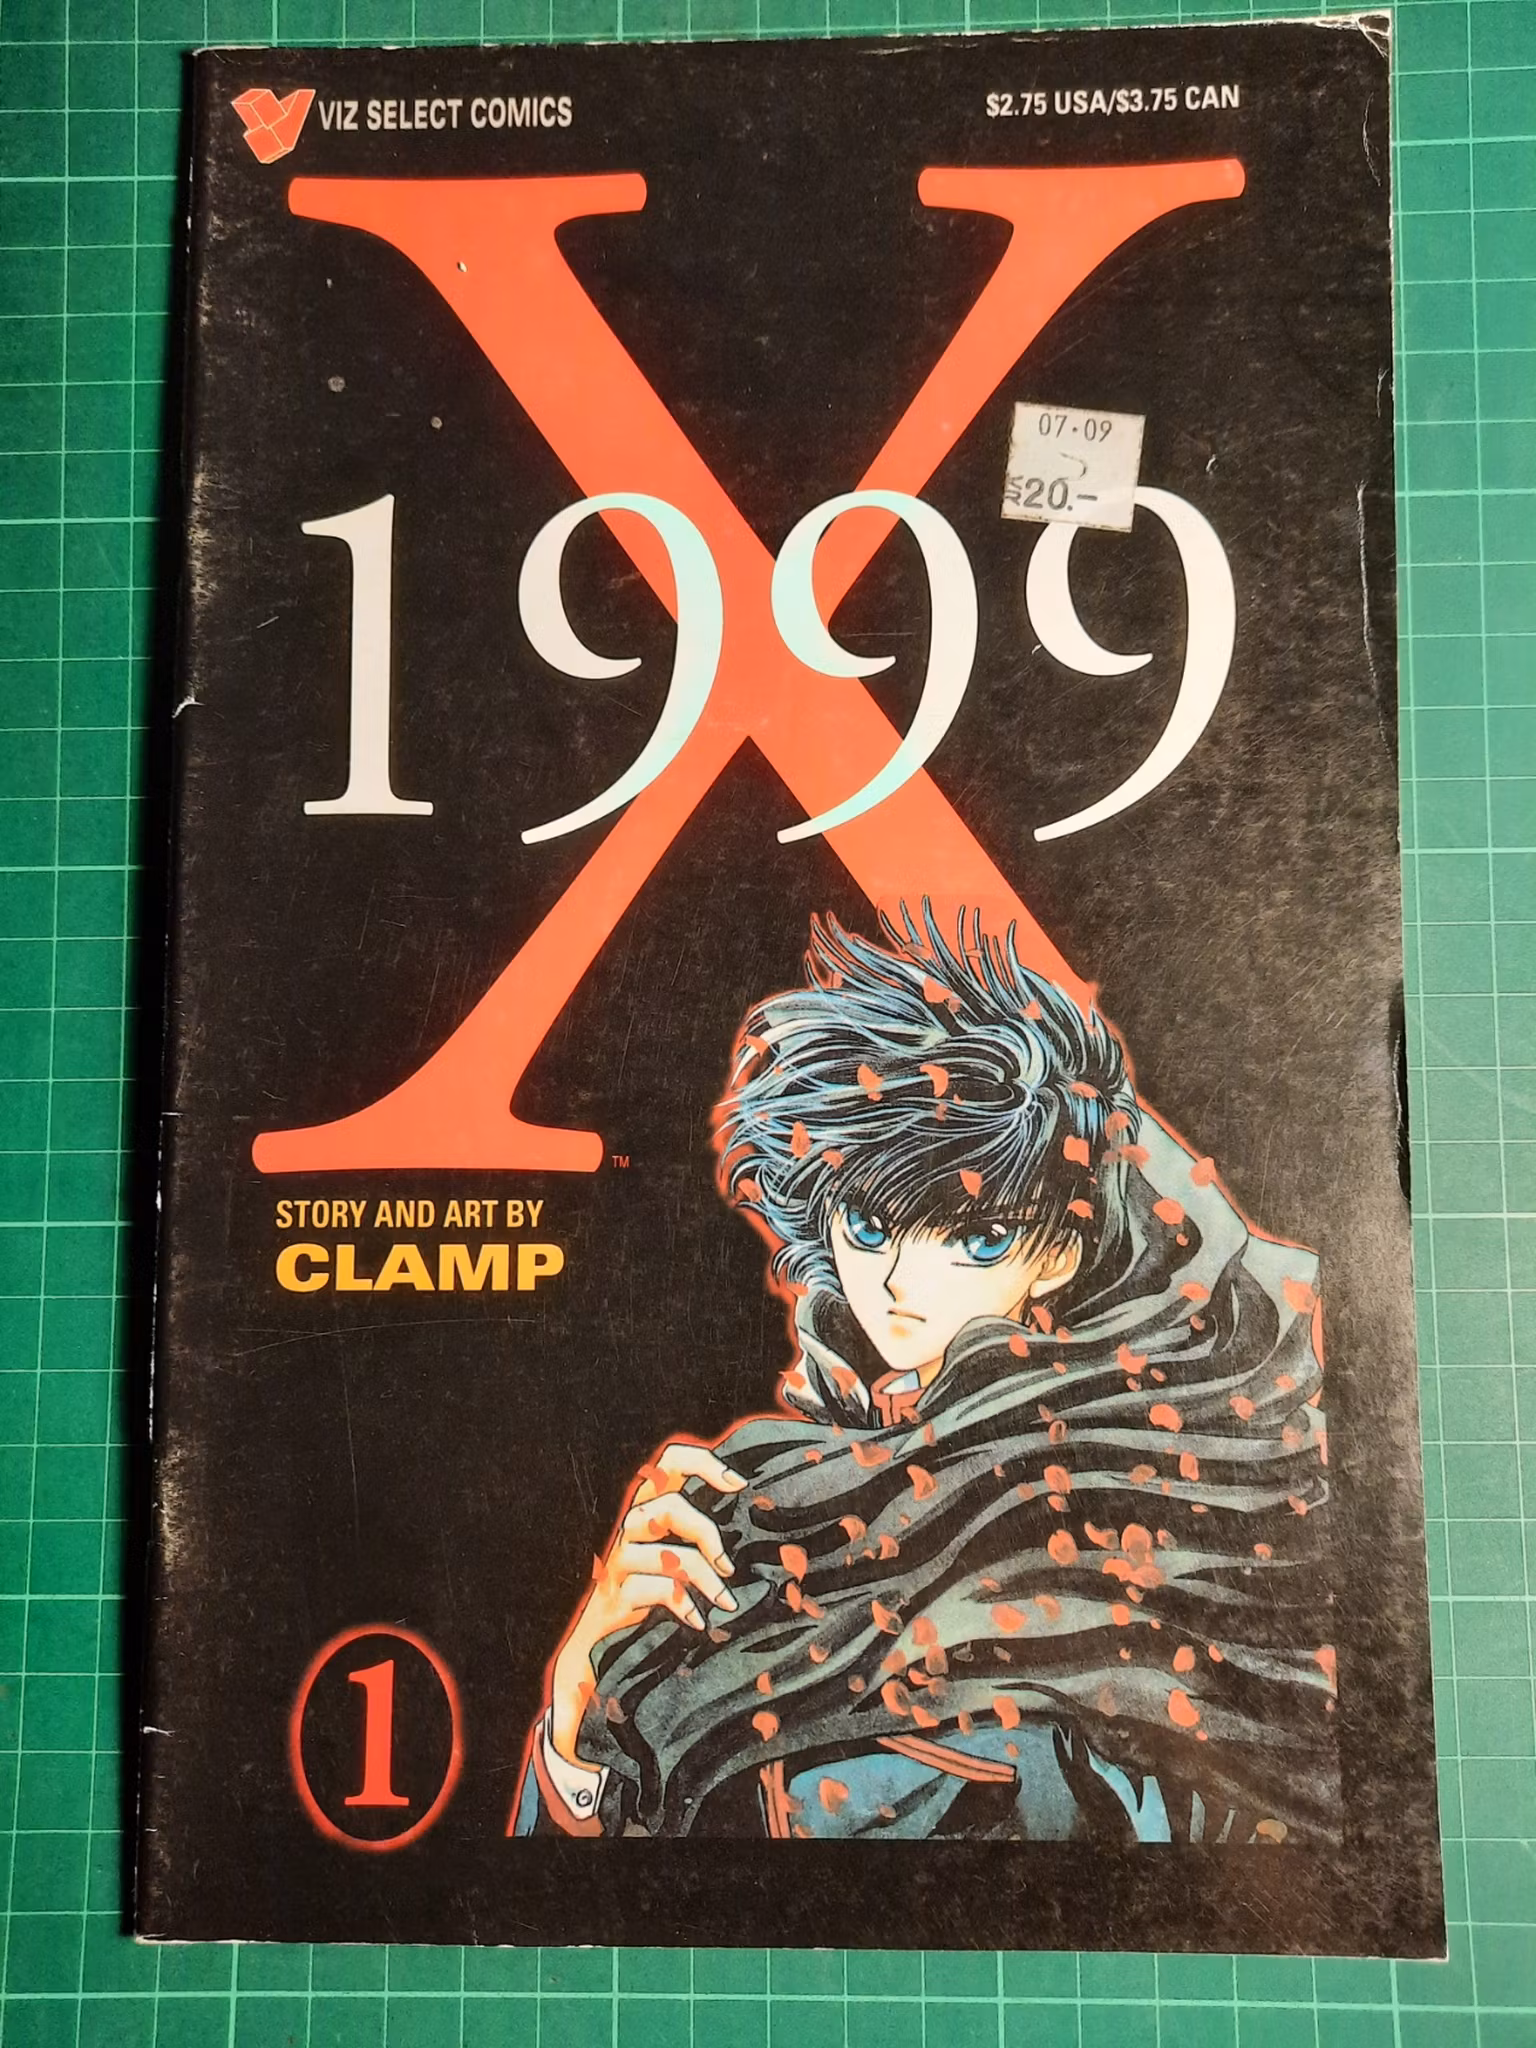 VIZ SELECT COMICS
$2.75 USA/$3.75 CAN
X
07·09
KR 20.-
1999
TM
STORY AND ART BY
CLAMP
1